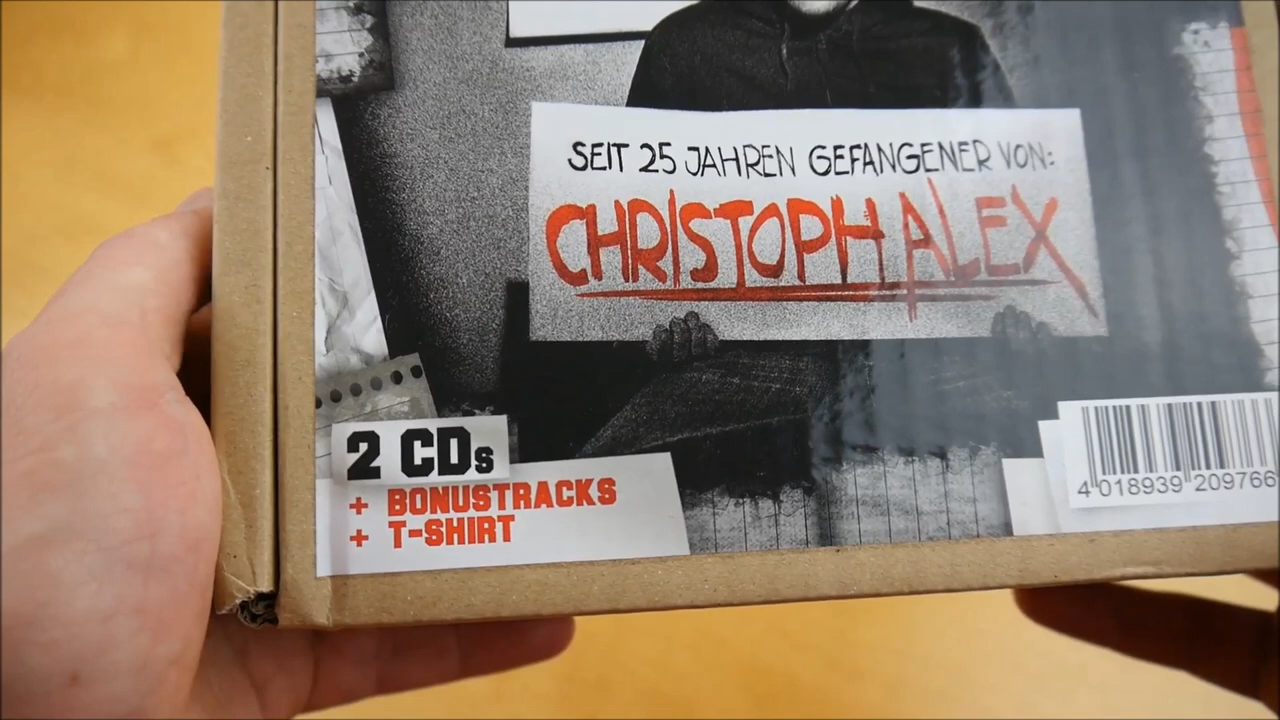 SEIT 25 JAHREN GEFANGENER VON:
CHRISTOPH ALEX
2 CDs
+ BONUSTRACKS
+ T-SHIRT
4 018939 209766